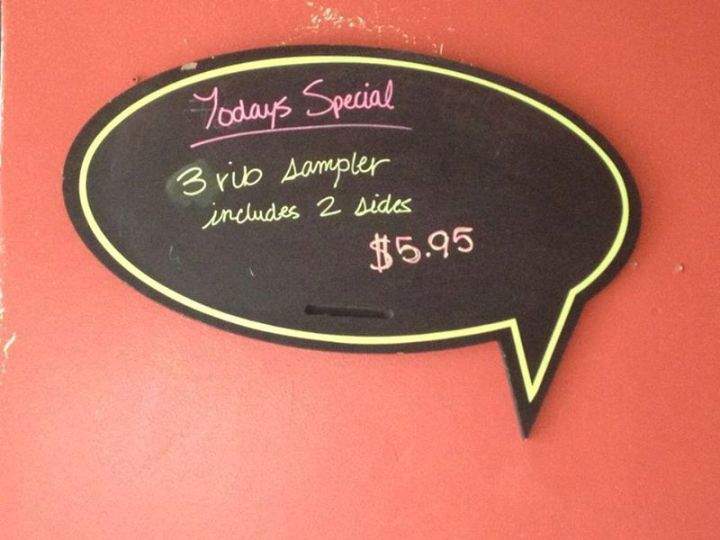 Todays Special
3 rib sampler
includes 2 sides
$5.95